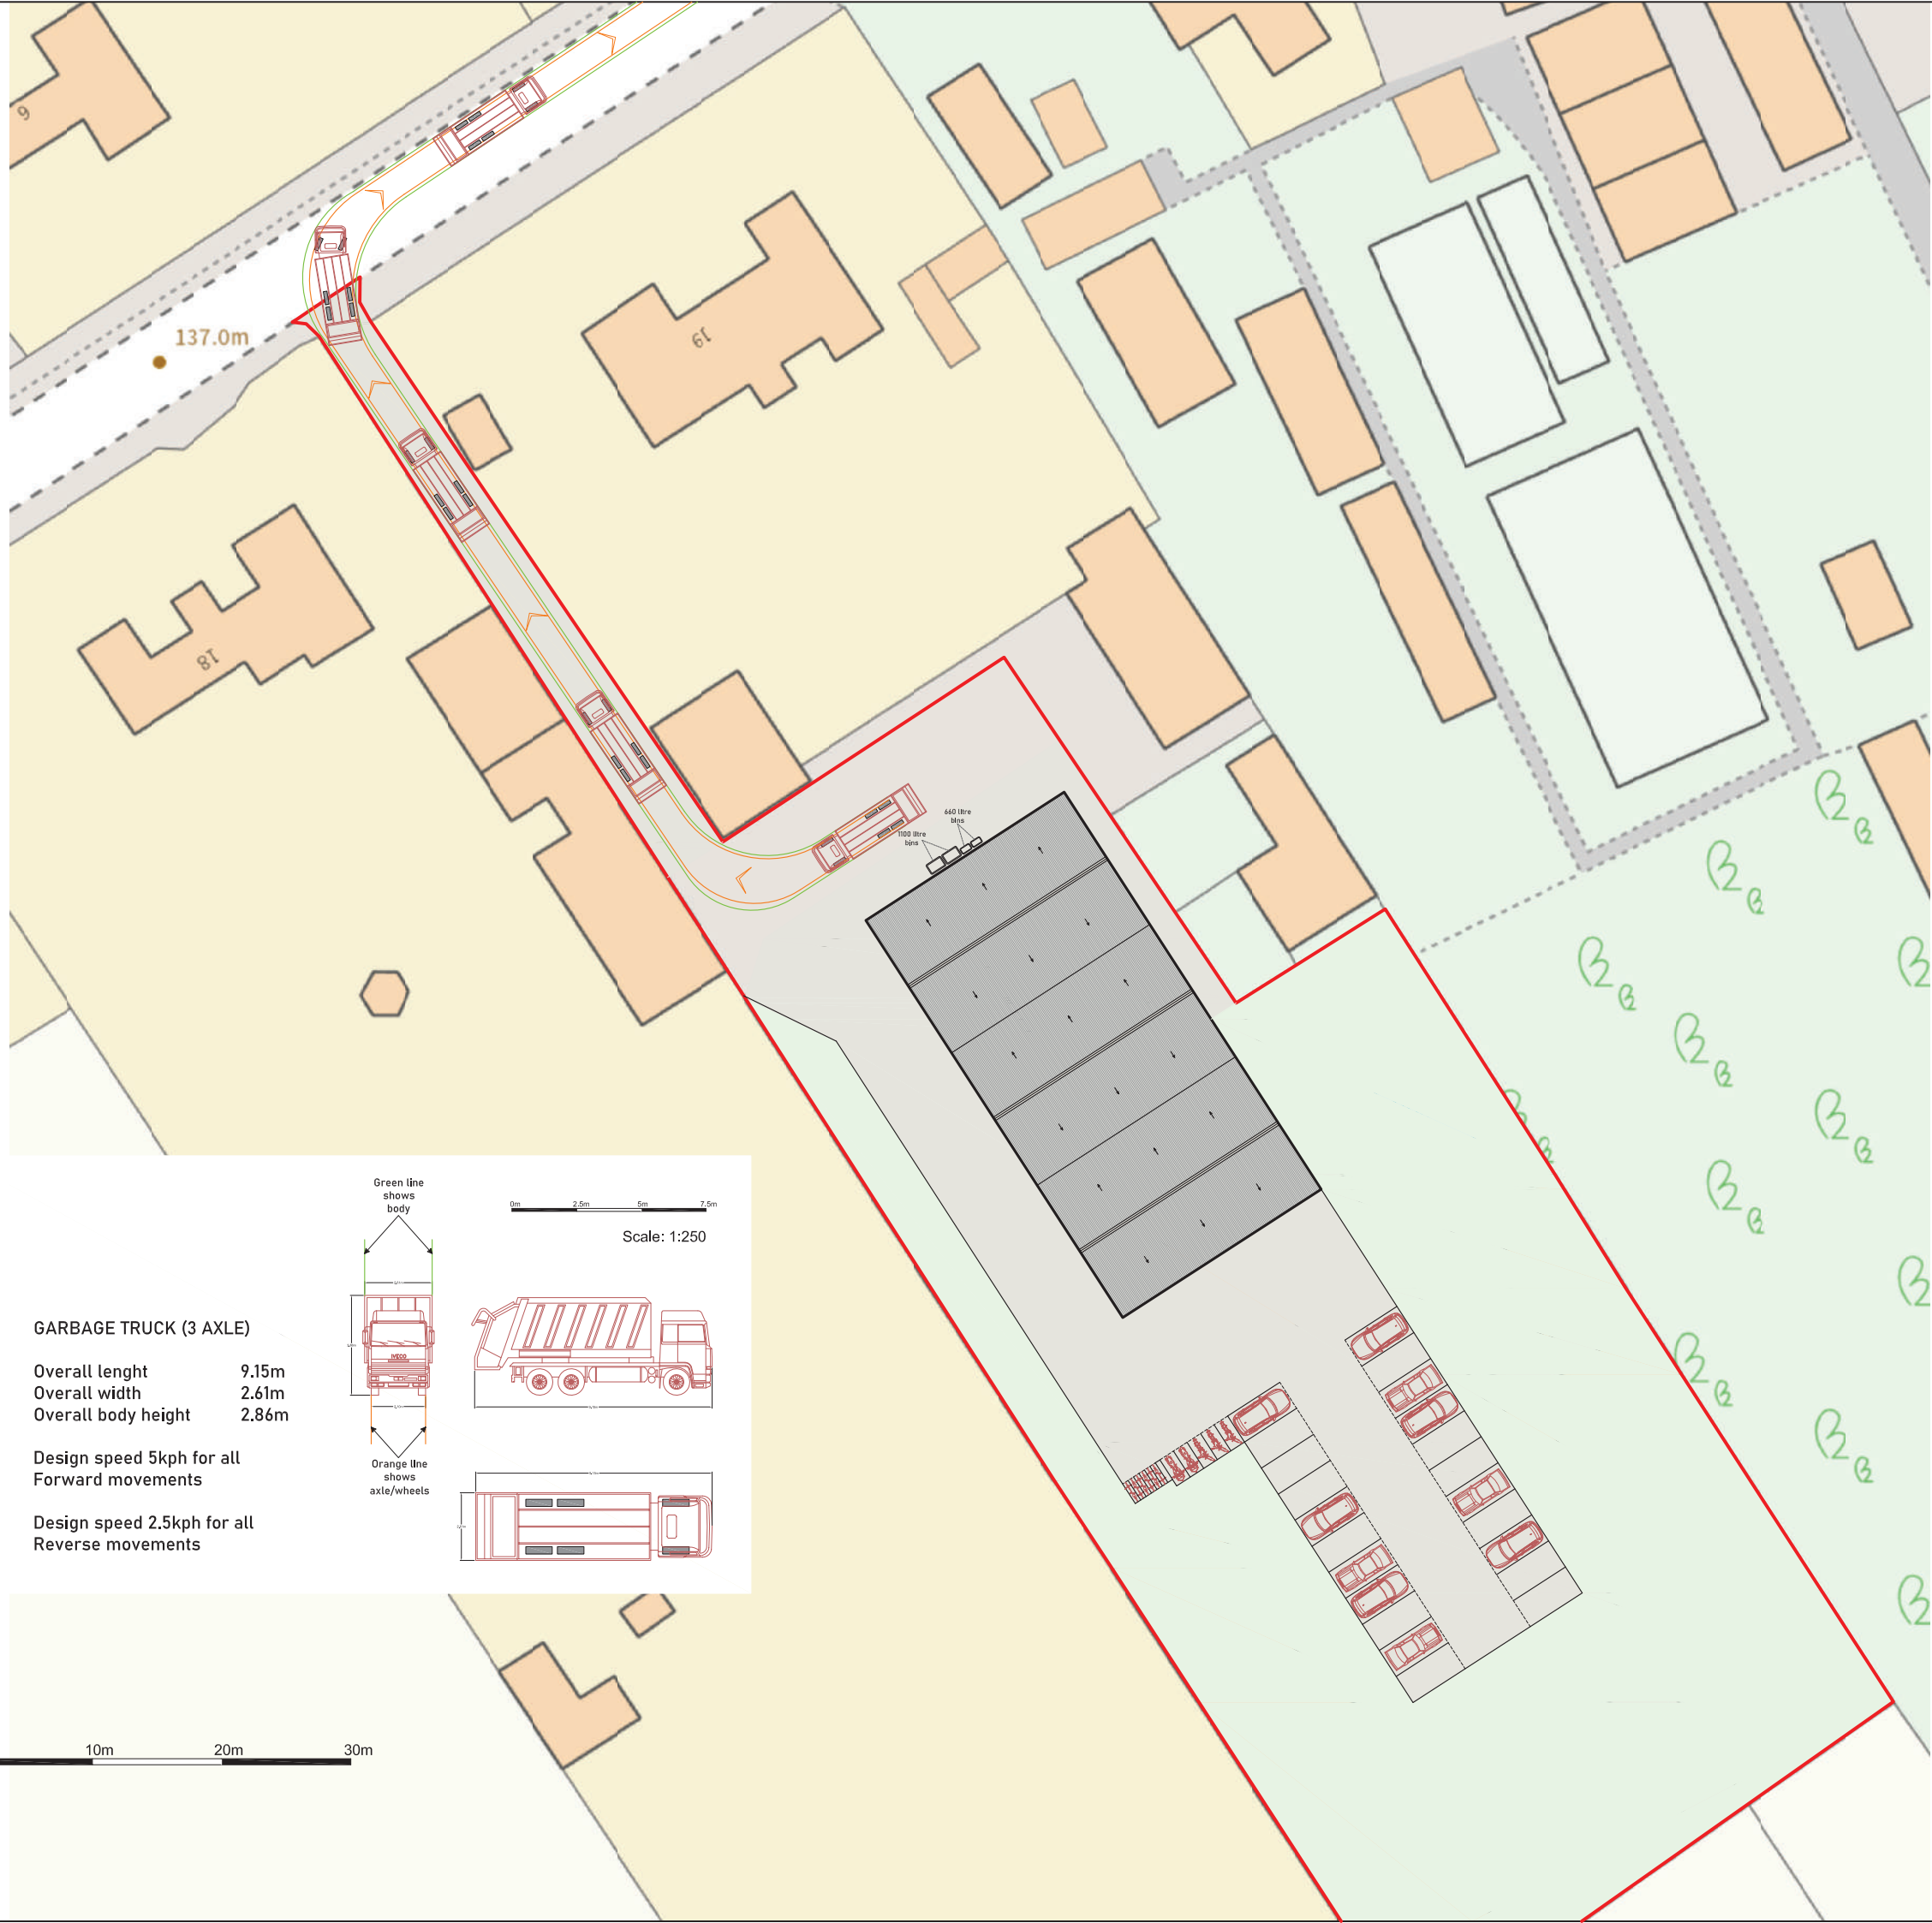 9
137.0m
19
18
660 litre
bins
1100 litre
bins
Green line
shows
body
0m 2.5m 5m 7.5m
Scale: 1:250
GARBAGE TRUCK (3 AXLE)
IVECO
Overall lenght 9.15m
Overall width 2.61m
Overall body height 2.86m
Design speed 5kph for all
Forward movements
Orange line
shows
axle/wheels
Design speed 2.5kph for all
Reverse movements
10m 20m 30m